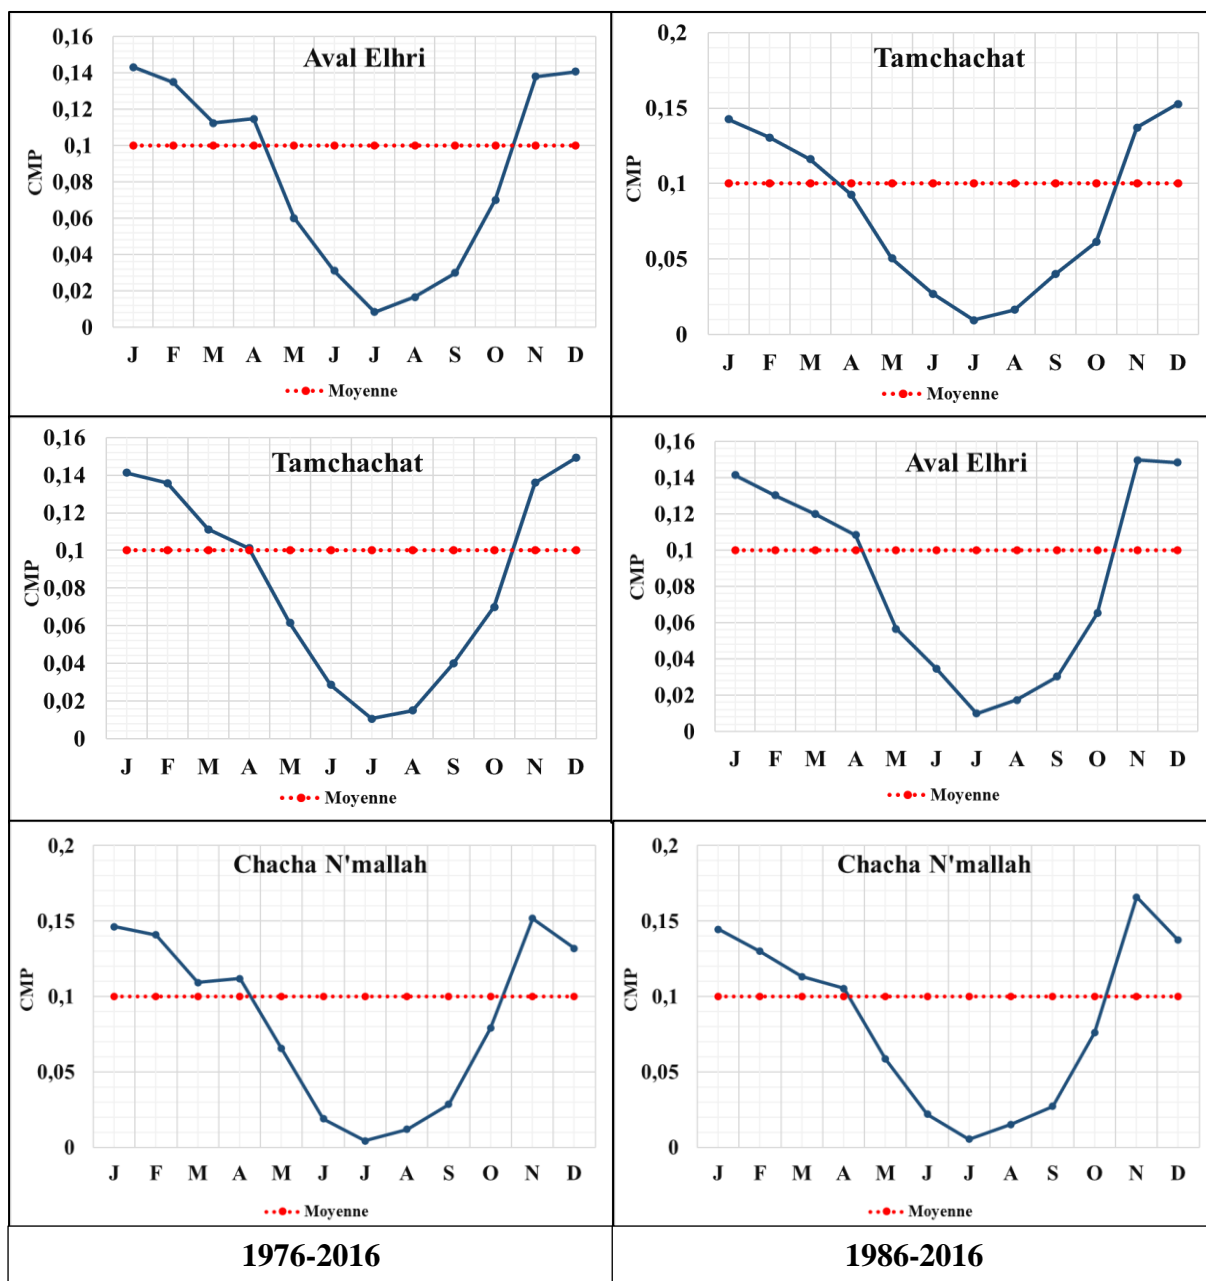 Aval Elhri
0,16
0,14
0,12
0,1
0,08
0,06
0,04
0,02
0
CMP
J F M A M J J A S O N D
Moyenne
Tamchachat
0,2
0,15
0,1
0,05
0
J F M A M J J A S O N D
Moyenne
Tamchachat
0,16
0,14
0,12
0,1
0,08
0,06
0,04
0,02
0
CMP
J F M A M J J A S O N D
Moyenne
Aval Elhri
0,16
0,14
0,12
0,1
0,08
0,06
0,04
0,02
0
CMP
J F M A M J J A S O N D
Moyenne
Chacha N'mallah
0,2
0,15
0,1
0,05
0
CMP
J F M A M J J A S O N D
Moyenne
Chacha N'mallah
0,2
0,15
0,1
0,05
0
CMP
J F M A M J J A S O N D
Moyenne
1976-2016
1986-2016